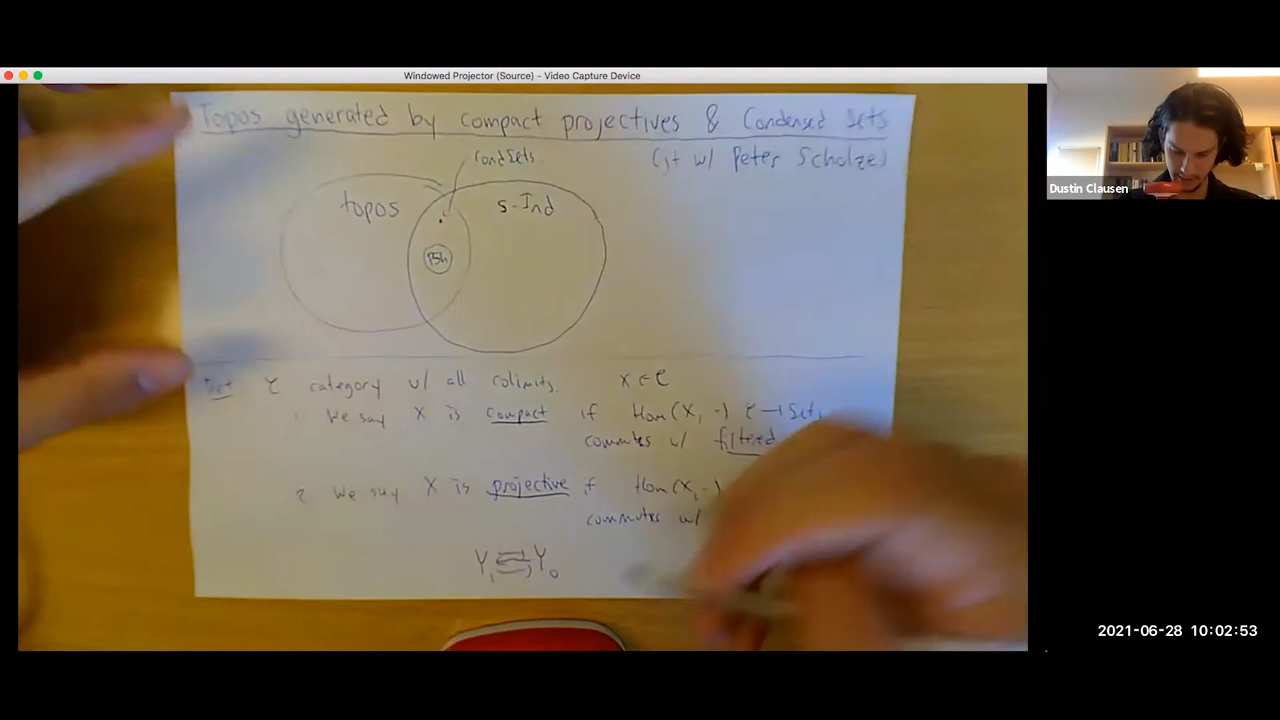 Windowed Projector (Source) - Video Capture Device
Topos generated by compact projectives & Condensed Sets
CondSets
(jt w/ Peter Scholze)
topos
s-Ind
PSh
Dustin Clausen
Def C category w/ all colimits. X ∈ C
1 We say X is compact if Hom(X, -) C → Sets
commutes w/ filtered
2 We say X is projective if Hom(X, -)
commutes w/
Y₁ ⇆ Y₀
2021-06-28 10:02:53